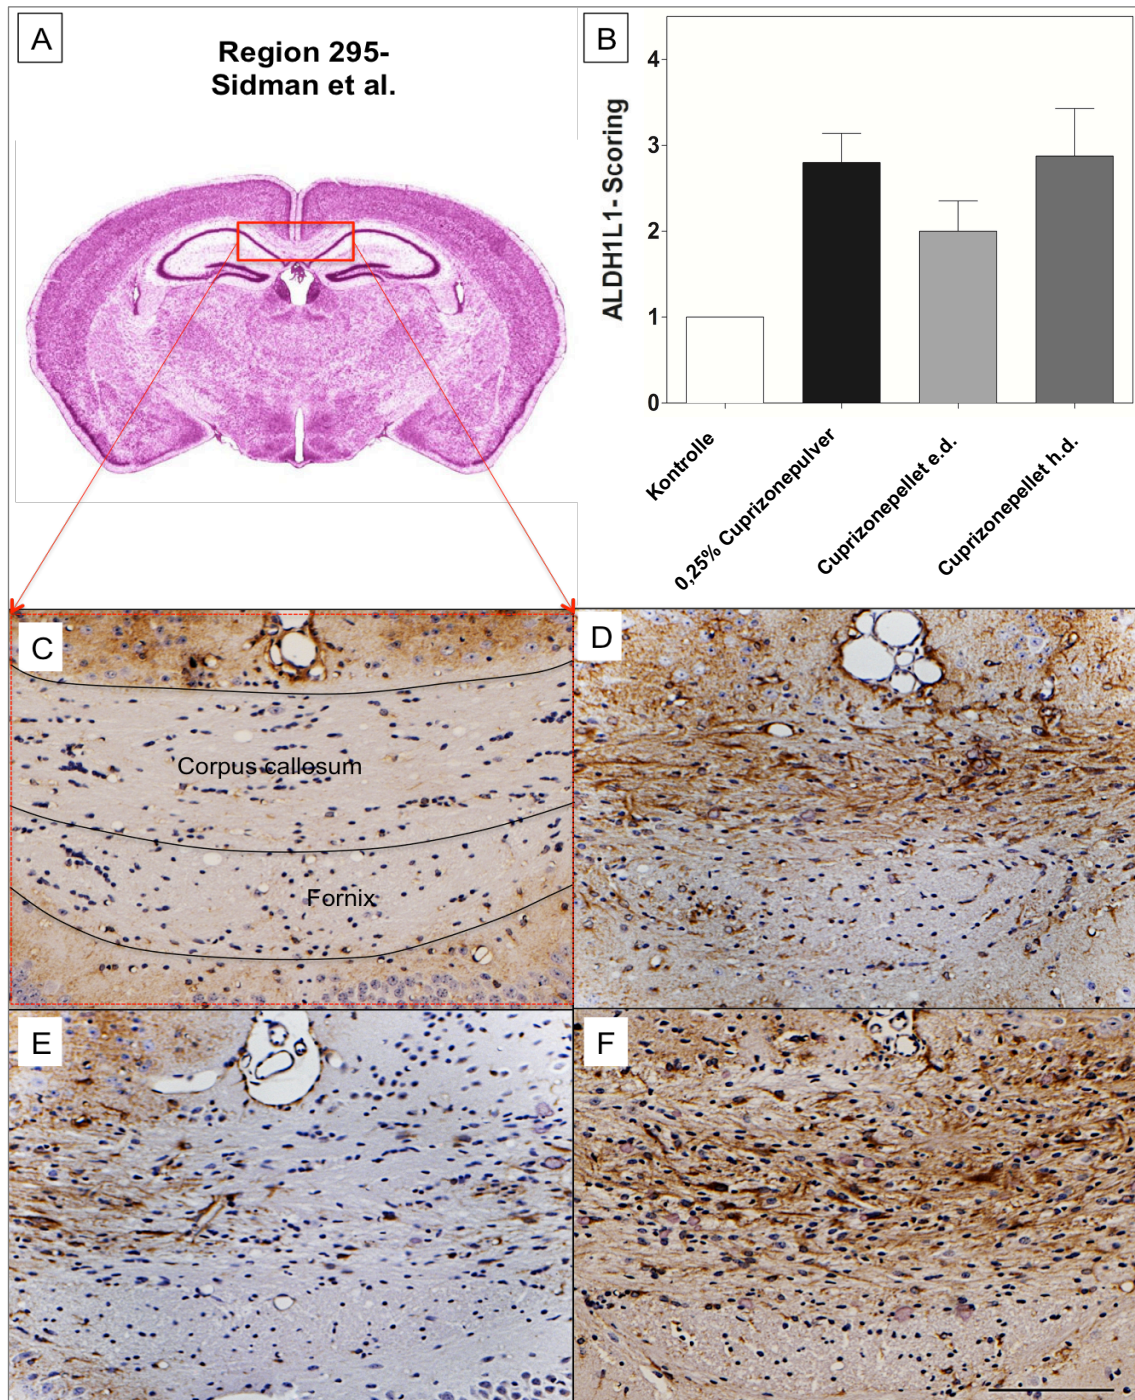 A
Region 295-
Sidman et al.
B
ALDH1L1- Scoring
4
3
2
1
0
Kontrolle
0,25% Cuprizonepulver
Cuprizonepellet e.d.
Cuprizonepellet h.d.
C
Corpus callosum
Fornix
D
E
F